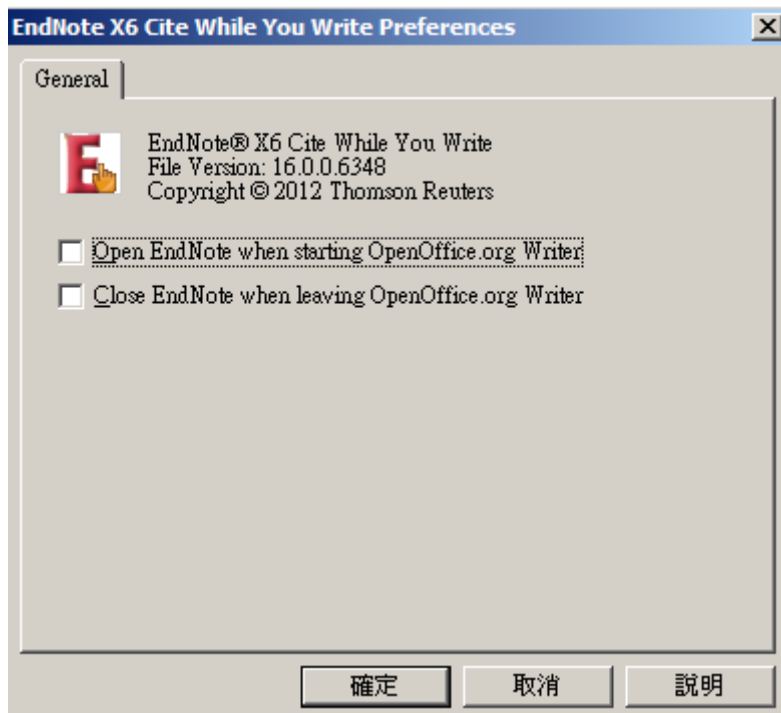 EndNote X6 Cite While You Write Preferences
General
EndNote® X6 Cite While You Write
File Version: 16.0.0.6348
Copyright © 2012 Thomson Reuters
Open EndNote when starting OpenOffice.org Writer
Close EndNote when leaving OpenOffice.org Writer
確定
取消
說明